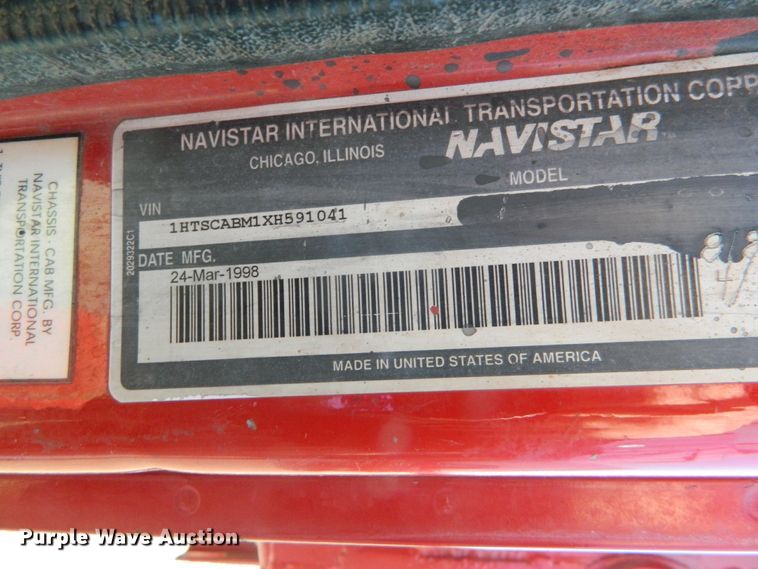 NAVISTAR INTERNATIONAL TRANSPORTATION CORP
CHICAGO, ILLINOIS
NAVISTAR
MODEL
VIN
1HTSCABM1XH591041
DATE MFG.
24-Mar-1998
2029322C1
MADE IN UNITED STATES OF AMERICA
CHASSIS - CAB MFG. BY
NAVISTAR INTERNATIONAL
TRANSPORTATION CORP.
Purple Wave Auction